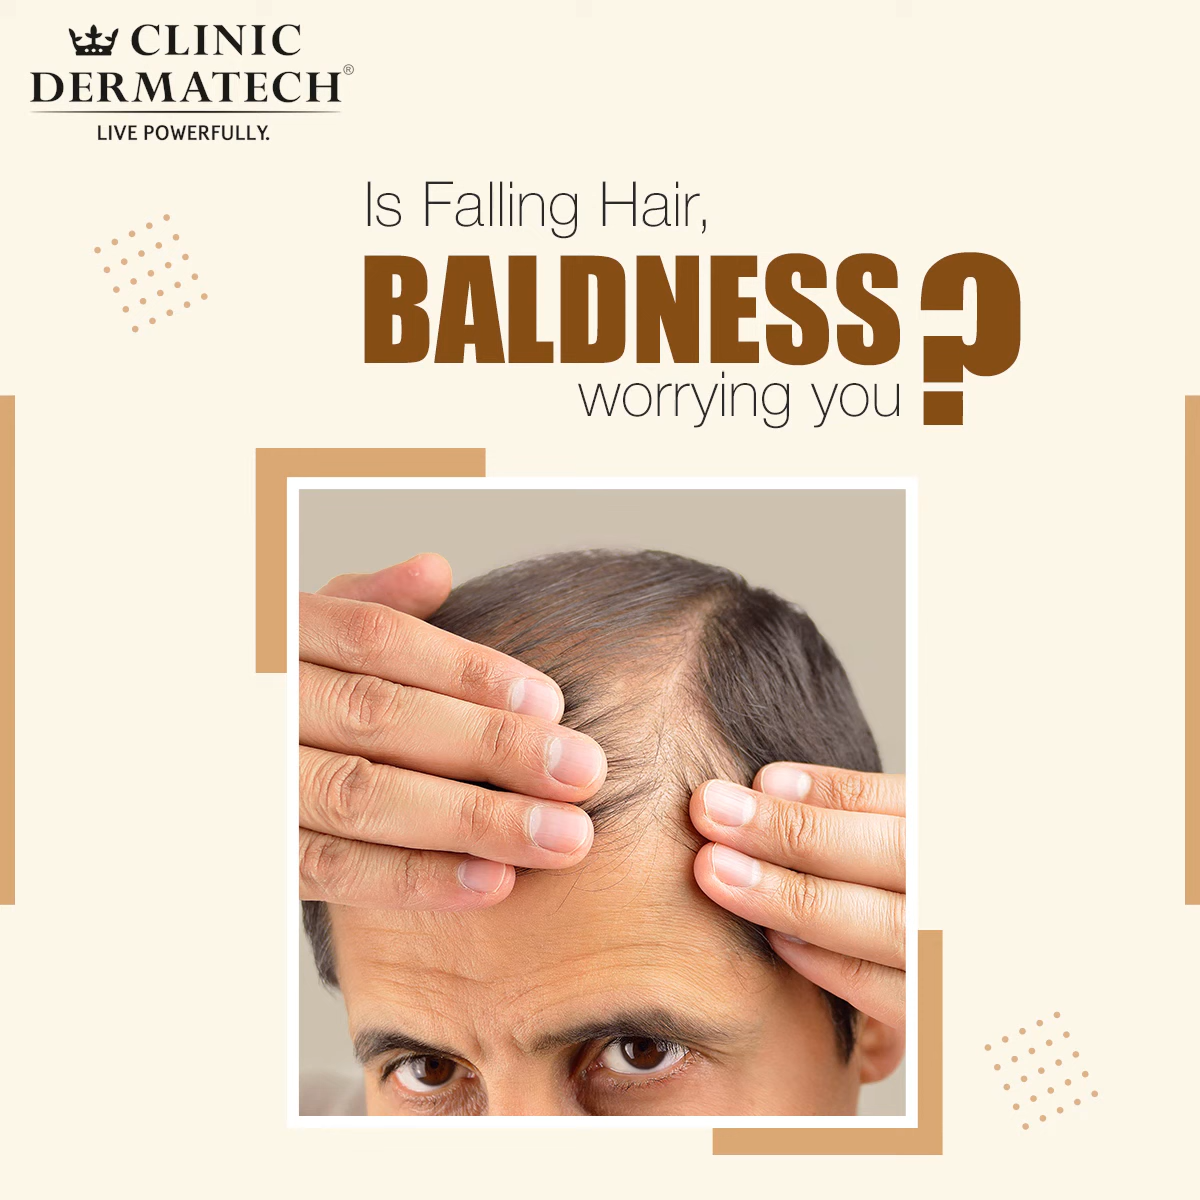 CLINIC
DERMATECH®
LIVE POWERFULLY.
Is Falling Hair,
BALDNESS?
worrying you